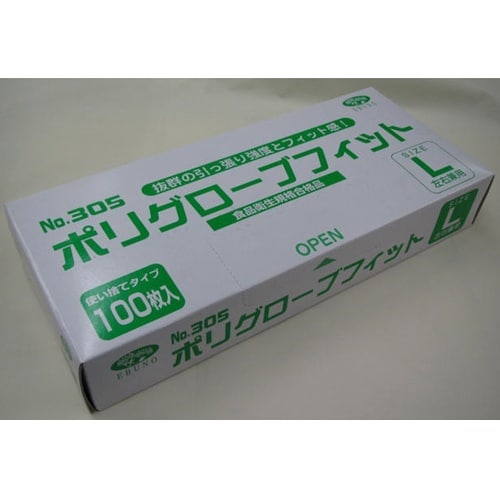 抜群の引っ張り強度とフィット感！
No.305
ポリグローブフィット
食品衛生規格合格品
SIZE
L
左右兼用
使い捨てタイプ
100枚入
OPEN
EBUNO
No.305
ポリグローブフィット
SIZE
L